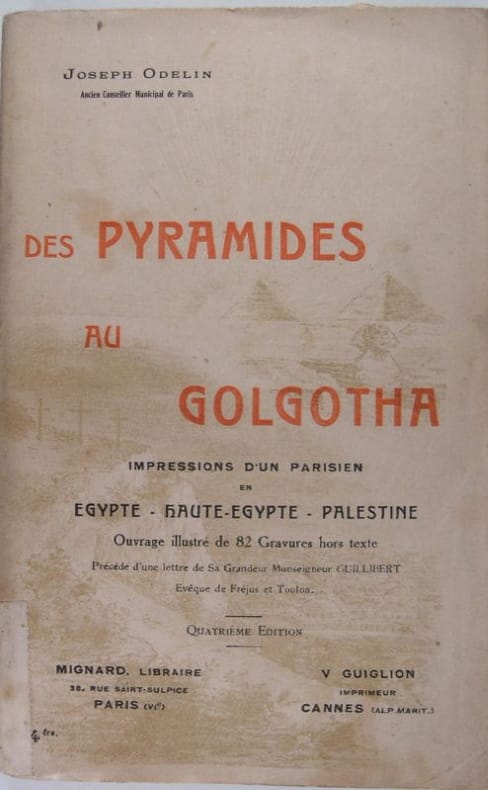 JOSEPH ODELIN
Ancien Conseiller Municipal de Paris
DES PYRAMIDES
AU
GOLGOTHA
IMPRESSIONS D'UN PARISIEN
EN
EGYPTE - HAUTE-EGYPTE - PALESTINE
Ouvrage illustré de 82 Gravures hors texte
Précédé d'une lettre de Sa Grandeur Monseigneur GUILLIBERT
Evêque de Fréjus et Toulon.
QUATRIÈME EDITION
MIGNARD. LIBRAIRE
38, RUE SAINT-SULPICE
PARIS (VIe)
V GUIGLION
IMPRIMEUR
CANNES (ALP. MARIT.)